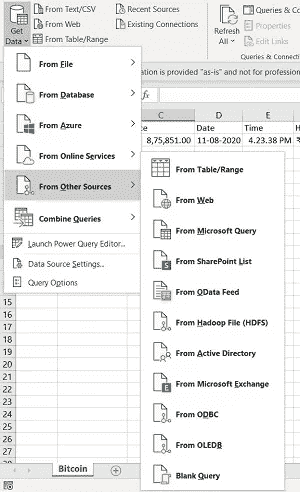 Get
Data
From Text/CSV
From Web
From Table/Range
Recent Sources
Existing Connections
Refresh
All
Queries & Co
Properties
Edit Links
Queries & Connecti
ation is provided "as-is" and not for profession
fx
C D E
te Date Time H
8,75,851.00 11-08-2020 4.23.38 PM
From File
From Database
From Azure
From Online Services
From Other Sources
Combine Queries
Launch Power Query Editor...
Data Source Settings...
Query Options
From Table/Range
From Web
From Microsoft Query
From SharePoint List
From OData Feed
From Hadoop File (HDFS)
From Active Directory
From Microsoft Exchange
From ODBC
From OLEDB
Blank Query
15
16
17
18
19
20
21
22
23
24
25
26
27
Bitcoin